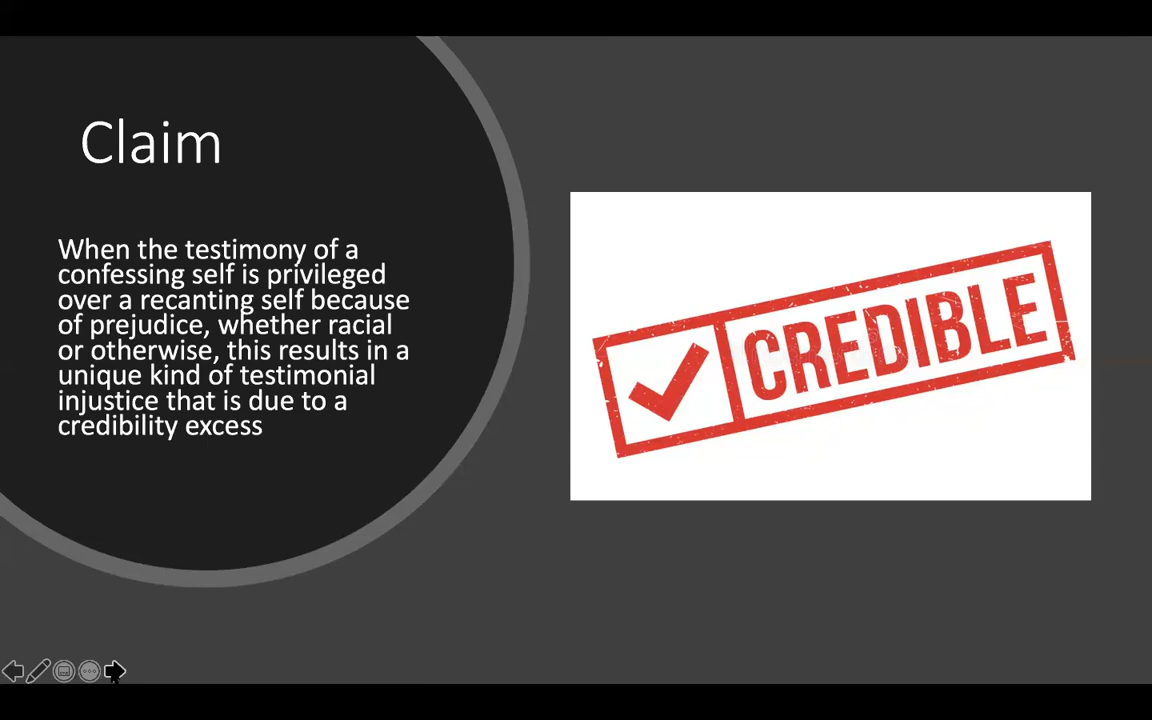 Claim
When the testimony of a
confessing self is privileged
over a recanting self because
of prejudice, whether racial
or otherwise, this results in a
unique kind of testimonial
injustice that is due to a
credibility excess
CREDIBLE